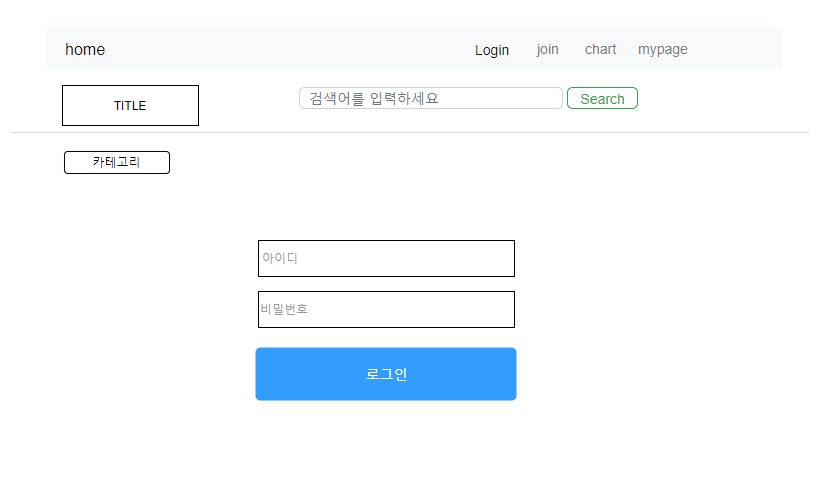 home Login join chart mypage
TITLE 검색어를 입력하세요 Search
카테고리
아이디
비밀번호
로그인